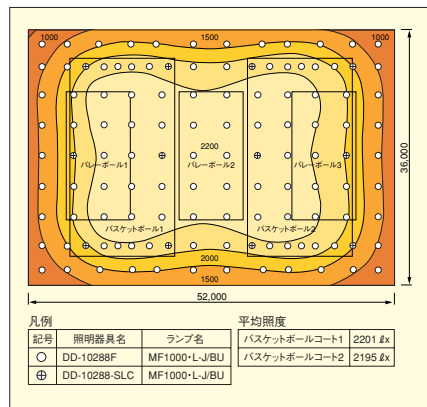 1000
1500
1000
2200
バレーボール1
バレーボール2
バレーボール3
バスケットボール1
バスケットボール2
2000
1500
36,000
52,000
凡例
記号 照明器具名 ランプ名
○ DD-10288F MF1000・L-J/BU
⊕ DD-10288-SLC MF1000・L-J/BU
平均照度
バスケットボールコート1 2201 ℓx
バスケットボールコート2 2195 ℓx